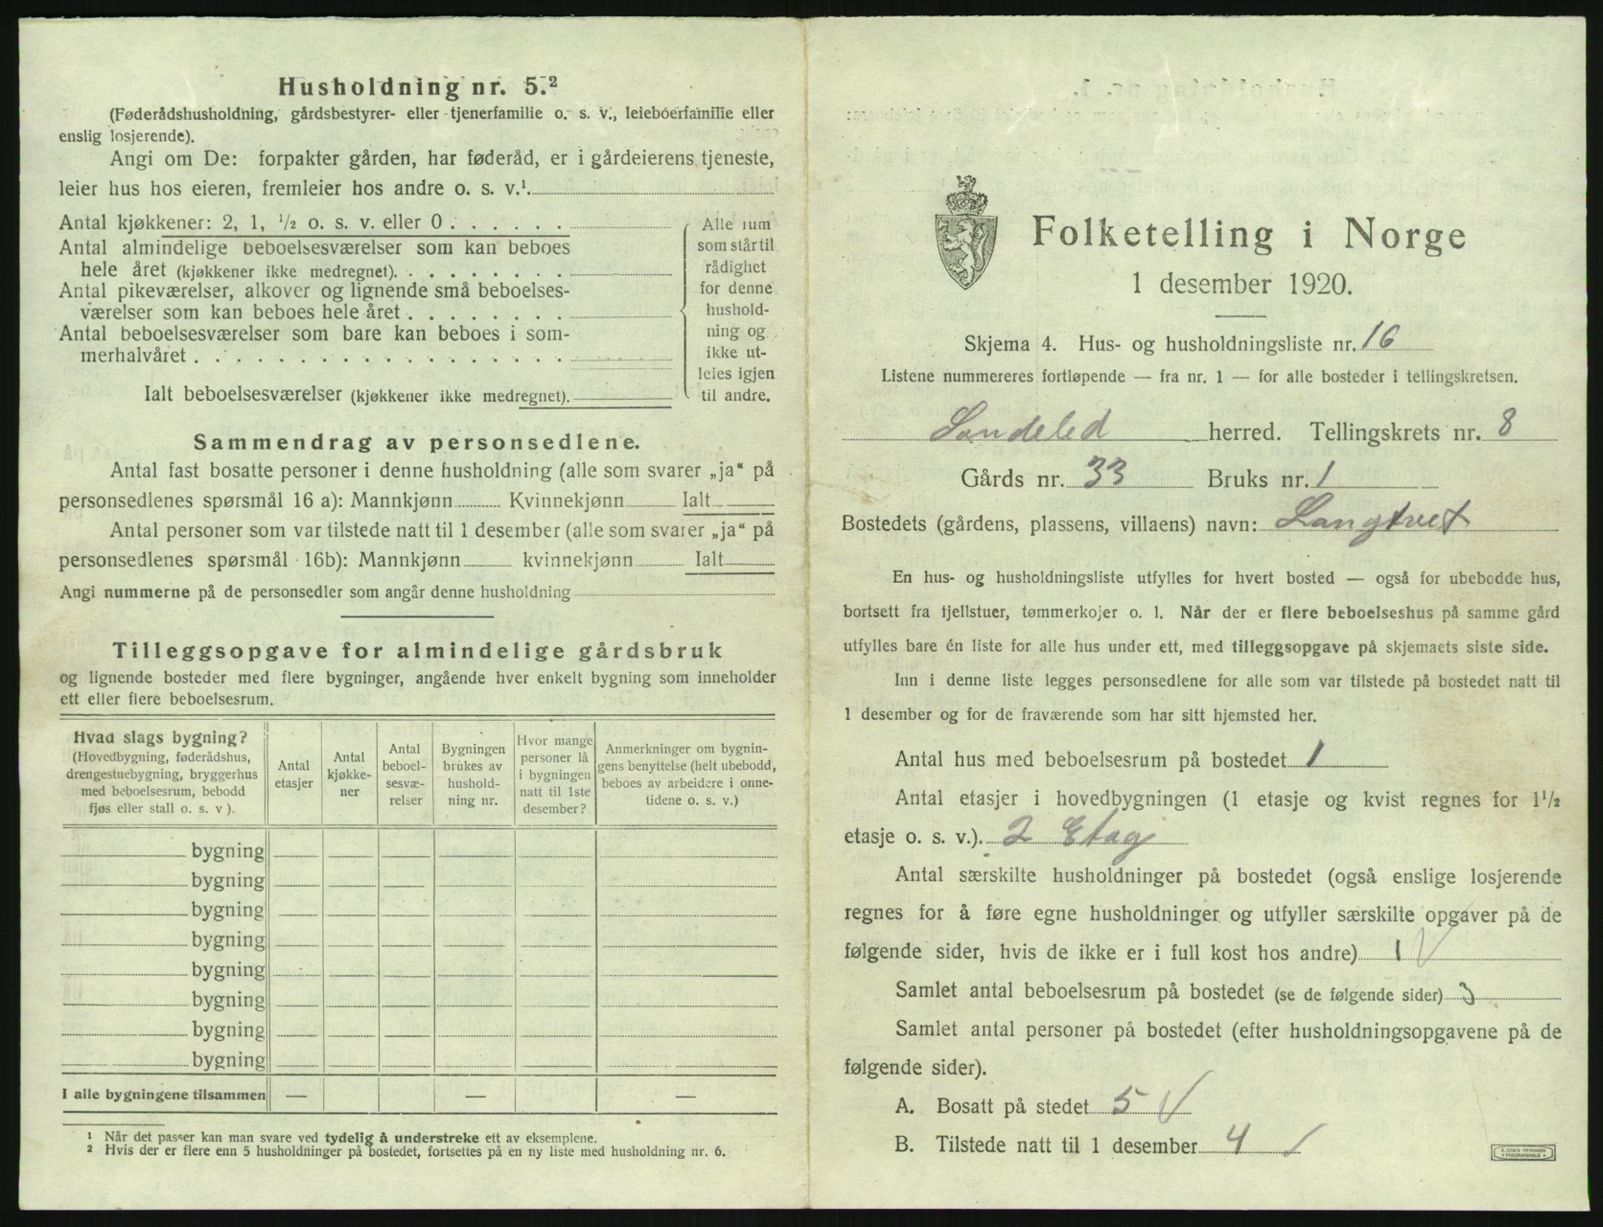 Husholdning nr. 5.²
(Føderådshusholdning, gårdsbestyrer- eller tjenerfamilie o. s. v., leieboerfamilie eller
enslig losjerende).
Angi om De: forpakter gården, har føderåd, er i gårdeierens tjeneste,
leier hus hos eieren, fremleier hos andre o. s. v.¹
Antal kjøkkener: 2, 1, ½ o. s. v. eller 0 . . . . . .
Antal almindelige beboelsesværelser som kan beboes
hele året (kjøkkener ikke medregnet). . . . . . . . .
Antal pikeværelser, alkover og lignende små beboelses-
værelser som kan beboes hele året . . . . . . . .
Antal beboelsesværelser som bare kan beboes i som-
merhalvåret . . . . . . . . . . . . . . . . . .
Ialt beboelsesværelser (kjøkkener ikke medregnet).
Alle rum
som står til
rådighet
for denne
hushold-
ning og
ikke ut-
leies igjen
til andre.
Sammendrag av personsedlene.
Antal fast bosatte personer i denne husholdning (alle som svarer „ja“ på
personsedlenes spørsmål 16 a): Mannkjønn Kvinnekjønn Ialt
Antal personer som var tilstede natt til 1 desember (alle som svarer „ja“ på
personsedlenes spørsmål 16b): Mannkjønn kvinnekjønn Ialt
Angi nummerne på de personsedler som angår denne husholdning
Tilleggsopgave for almindelige gårdsbruk
og lignende bosteder med flere bygninger, angående hver enkelt bygning som inneholder
ett eller flere beboelsesrum.
Hvad slags bygning?
(Hovedbygning, føderådshus,
drengestuebygning, bryggerhus
med beboelsesrum, bebodd
fjøs eller stall o. s. v ).
Antal
etasjer
Antal
kjøkke-
ner
Antal
beboel-
sesvæ-
relser
Bygningen
brukes av
hushold-
ning nr.
Hvor mange
personer lå
i bygningen
natt til 1ste
desember?
Anmerkninger om bygnin-
gens benyttelse (helt ubebodd,
beboes av arbeidere i onne-
tidene o. s. v.)
bygning
bygning
bygning
bygning
bygning
bygning
bygning
bygning
I alle bygningene tilsammen — — —
¹ Når det passer kan man svare ved tydelig å understreke ett av eksemplene.
² Hvis der er flere enn 5 husholdninger på bostedet, fortsettes på en ny liste med husholdning nr. 6.
Folketelling i Norge
1 desember 1920.
Skjema 4. Hus- og husholdningsliste nr. 16
Listene nummereres fortløpende — fra nr. 1 — for alle bosteder i tellingskretsen.
Søndeled herred. Tellingskrets nr. 8
Gårds nr. 33 Bruks nr. 1
Bostedets (gårdens, plassens, villaens) navn: Langtveit
En hus- og husholdningsliste utfylles for hvert bosted — også for ubebodde hus,
bortsett fra fjellstuer, tømmerkojer o. l. Når der er flere beboelseshus på samme gård
utfylles bare én liste for alle hus under ett, med tilleggsopgave på skjemaets siste side.
Inn i denne liste legges personsedlene for alle som var tilstede på bostedet natt til
1 desember og for de fraværende som har sitt hjemsted her.
Antal hus med beboelsesrum på bostedet 1
Antal etasjer i hovedbygningen (1 etasje og kvist regnes for 1½
etasje o. s. v.). 2 Etag
Antal særskilte husholdninger på bostedet (også enslige losjerende
regnes for å føre egne husholdninger og utfyller særskilte opgaver på de
følgende sider, hvis de ikke er i full kost hos andre) 1 √
Samlet antal beboelsesrum på bostedet (se de følgende sider) 3
Samlet antal personer på bostedet (efter husholdningsopgavene på de
følgende sider).
A. Bosatt på stedet 5 √
B. Tilstede natt til 1 desember 4 √